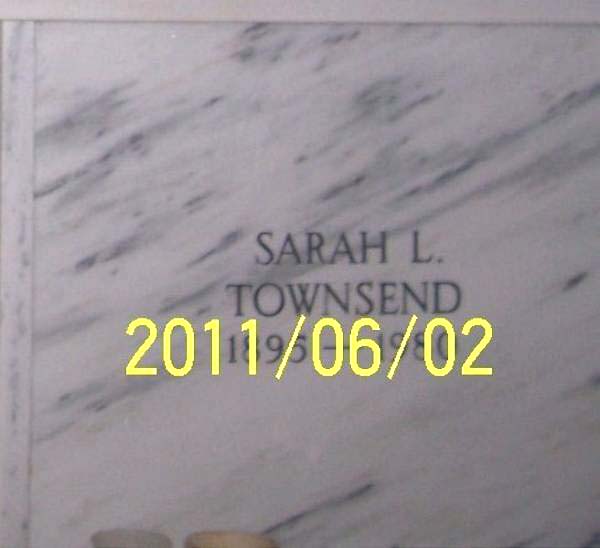 SARAH L.
TOWNSEND
2011/06/02